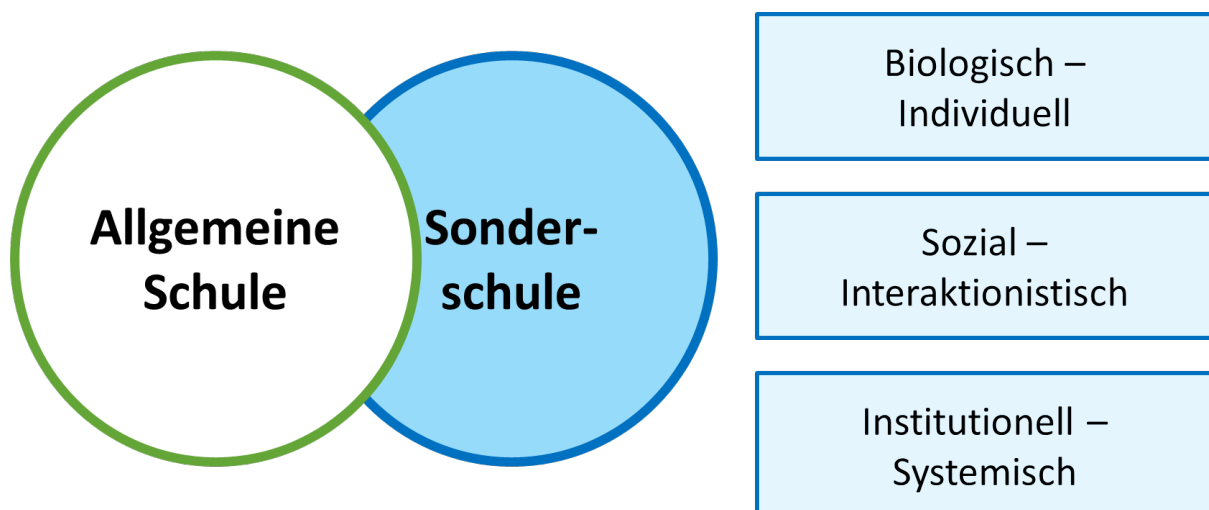 Allgemeine
Schule
Sonder-
schule
Biologisch –
Individuell
Sozial –
Interaktionistisch
Institutionell –
Systemisch